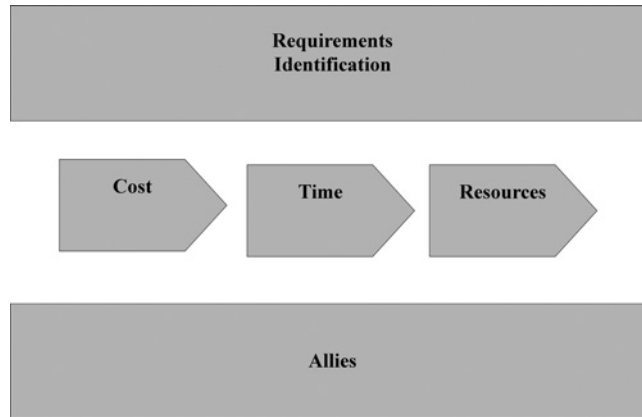 Requirements
Identification
Cost
Time
Resources
Allies